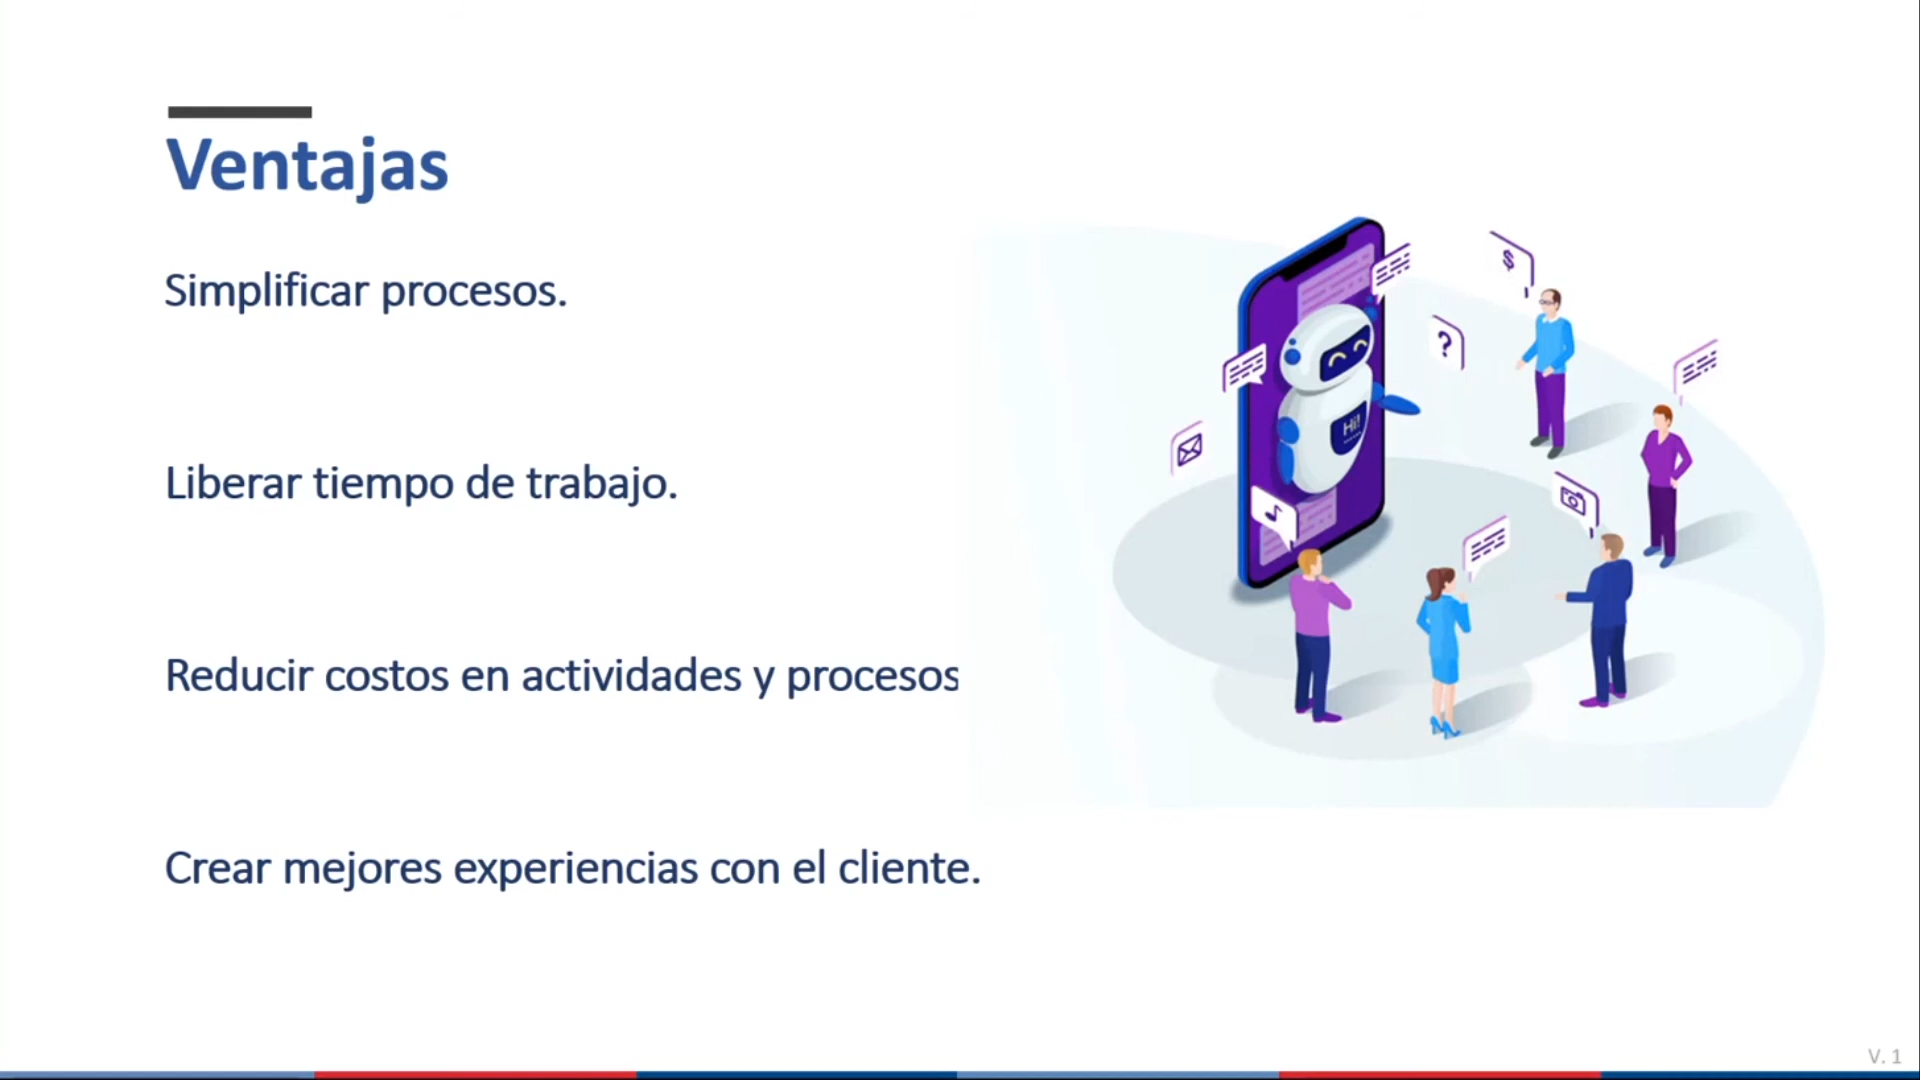 Ventajas
Simplificar procesos.
Liberar tiempo de trabajo.
Reducir costos en actividades y procesos
Crear mejores experiencias con el cliente.
$
?
Hi!
V. 1